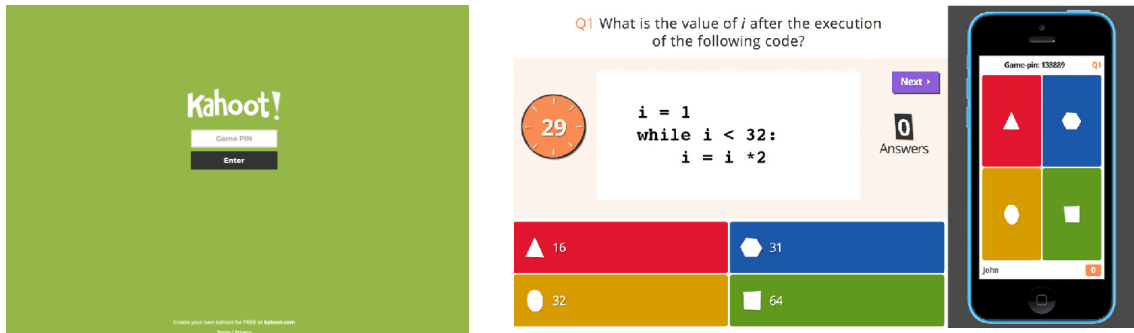 Kahoot!
Game PIN
Enter
Create your own kahoot for FREE at kahoot.com
Terms | Privacy
Q1 What is the value of i after the execution
of the following code?
29
i = 1
while i < 32:
i = i *2
Next
0
Answers
16
31
32
64
Game-pin: 138889 Q1
John 0